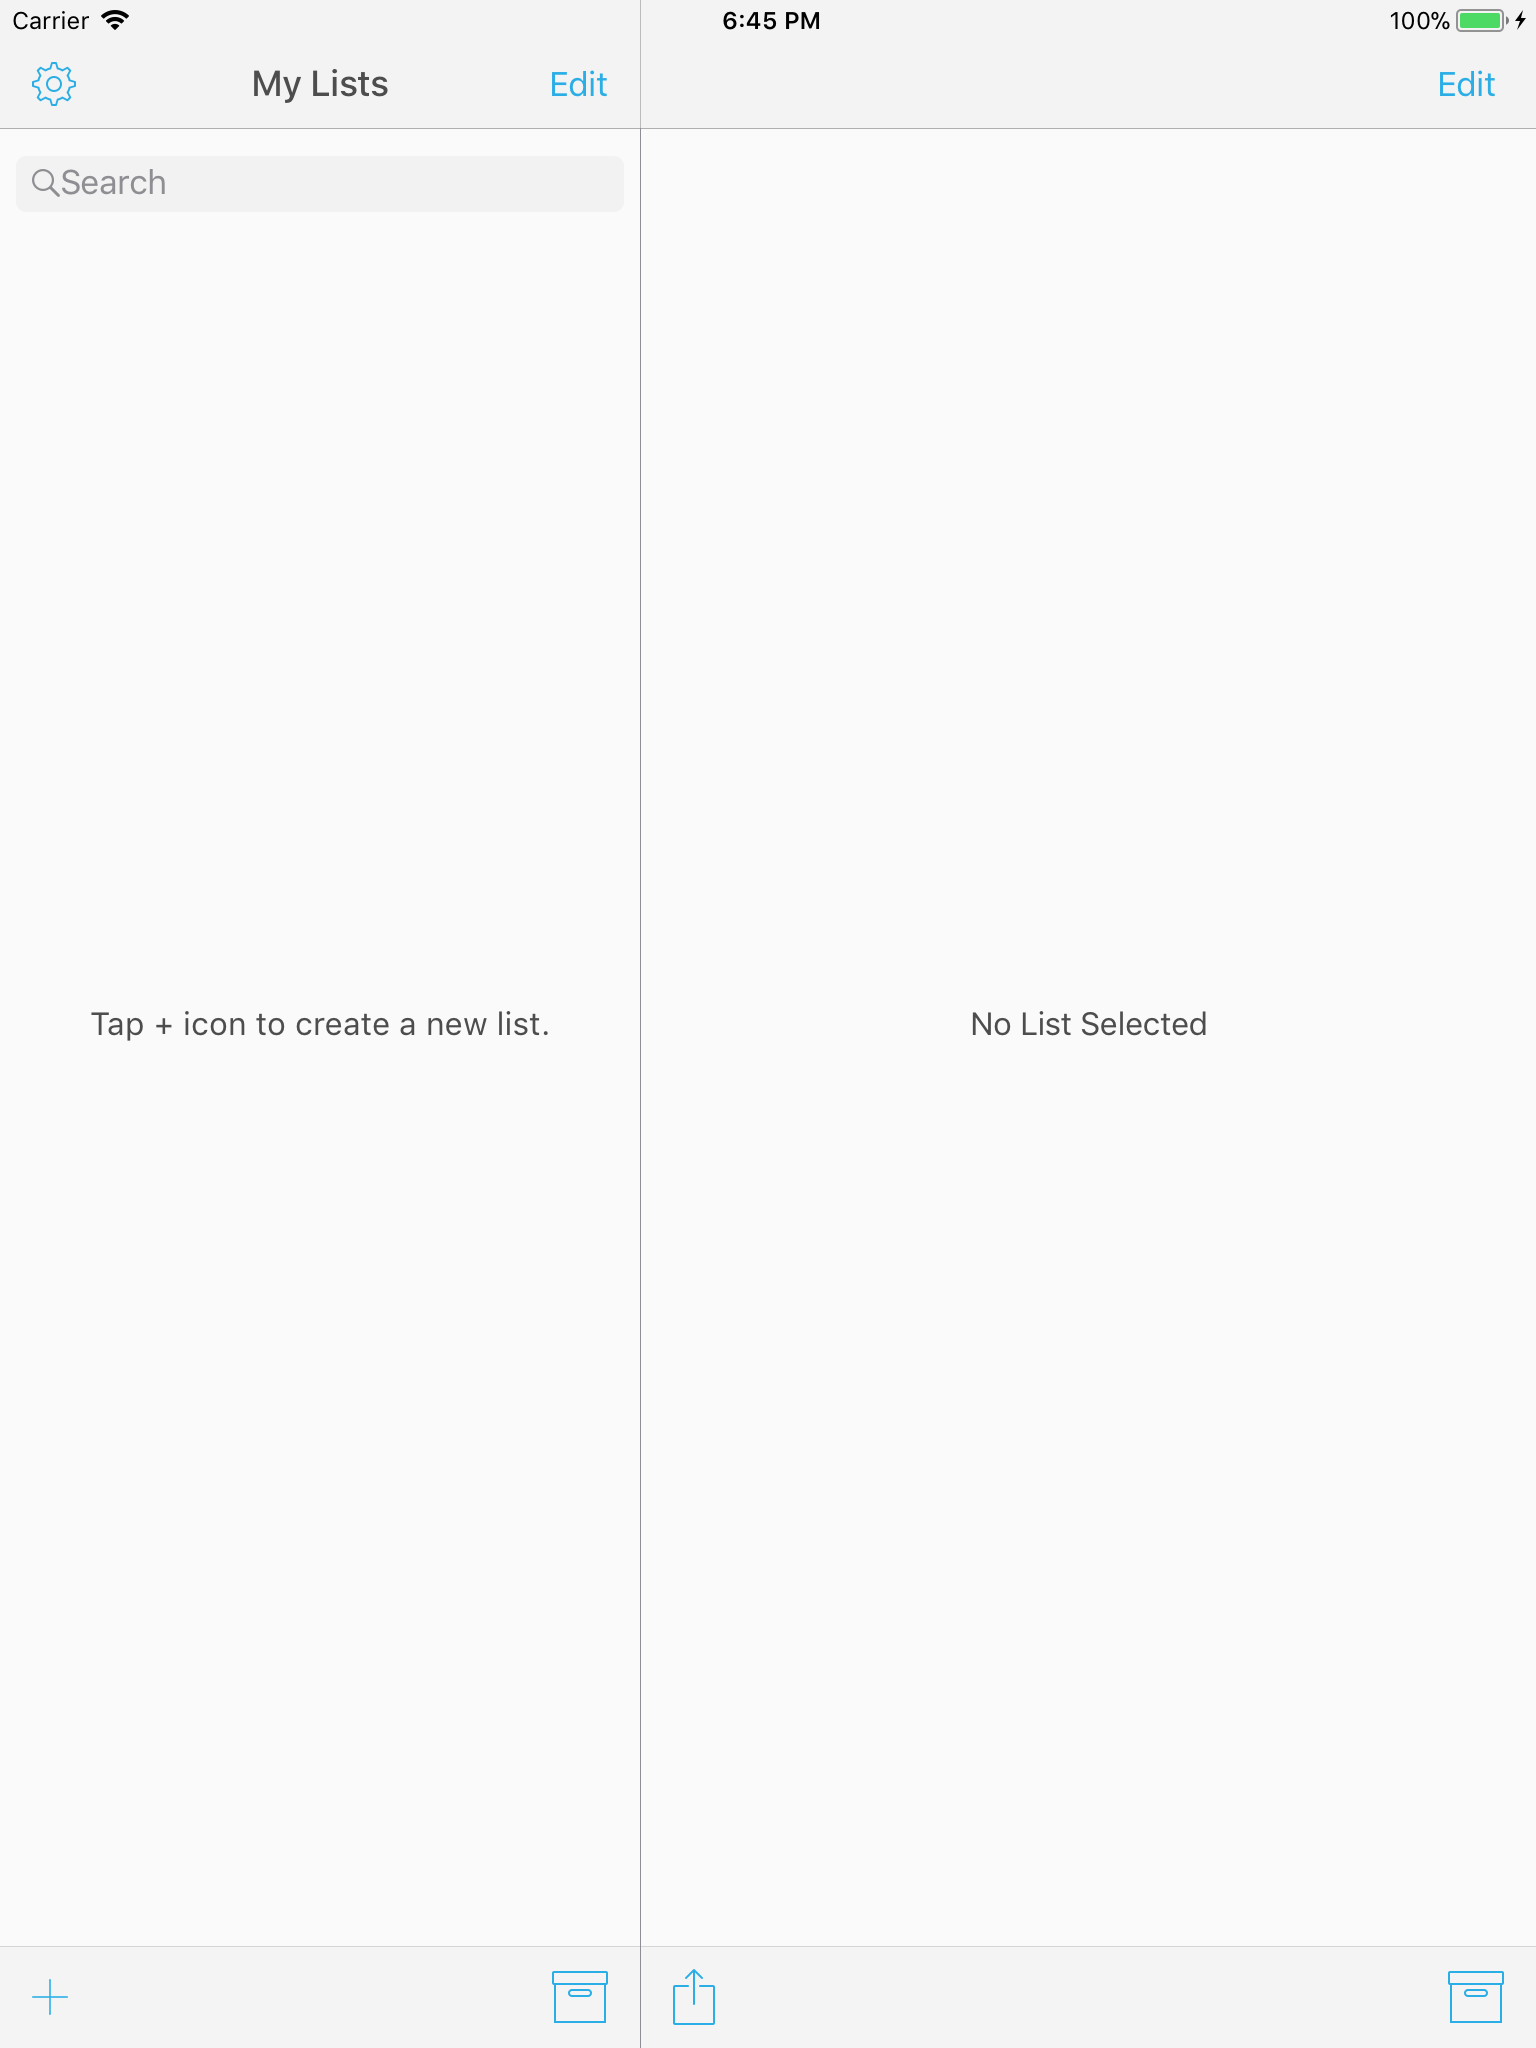 Carrier 6:45 PM 100%
My Lists Edit Edit
Search
Tap + icon to create a new list.
No List Selected